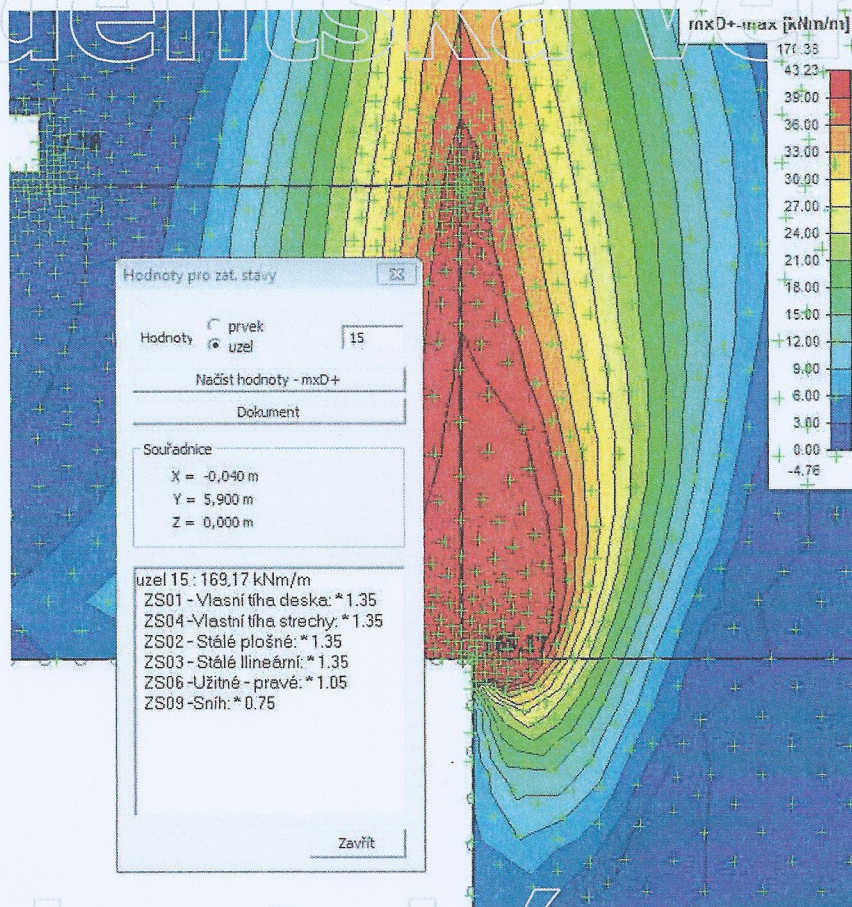 dentská v
mxD+-max [kNm/m]
43.23
39.00
36.00
33.00
30.00
27.00
24.00
21.00
18.00
15.00
12.00
9.00
6.00
3.00
0.00
-4.76
Hodnoty pro zat. stavy
Hodnoty
prvek
uzel
15
Načíst hodnoty - mxD+
Dokument
Souřadnice
X = -0,040 m
Y = 5,900 m
Z = 0,000 m
uzel 15 : 169,17 kNm/m
ZS01 - Vlasní tíha deska: * 1.35
ZS04 -Vlastní tíha strechy: * 1.35
ZS02 - Stálé plošné: * 1.35
ZS03 - Stálé llineární: * 1.35
ZS06 -Užitné - pravé: * 1.05
ZS09 -Sníh: * 0.75
Zavřít